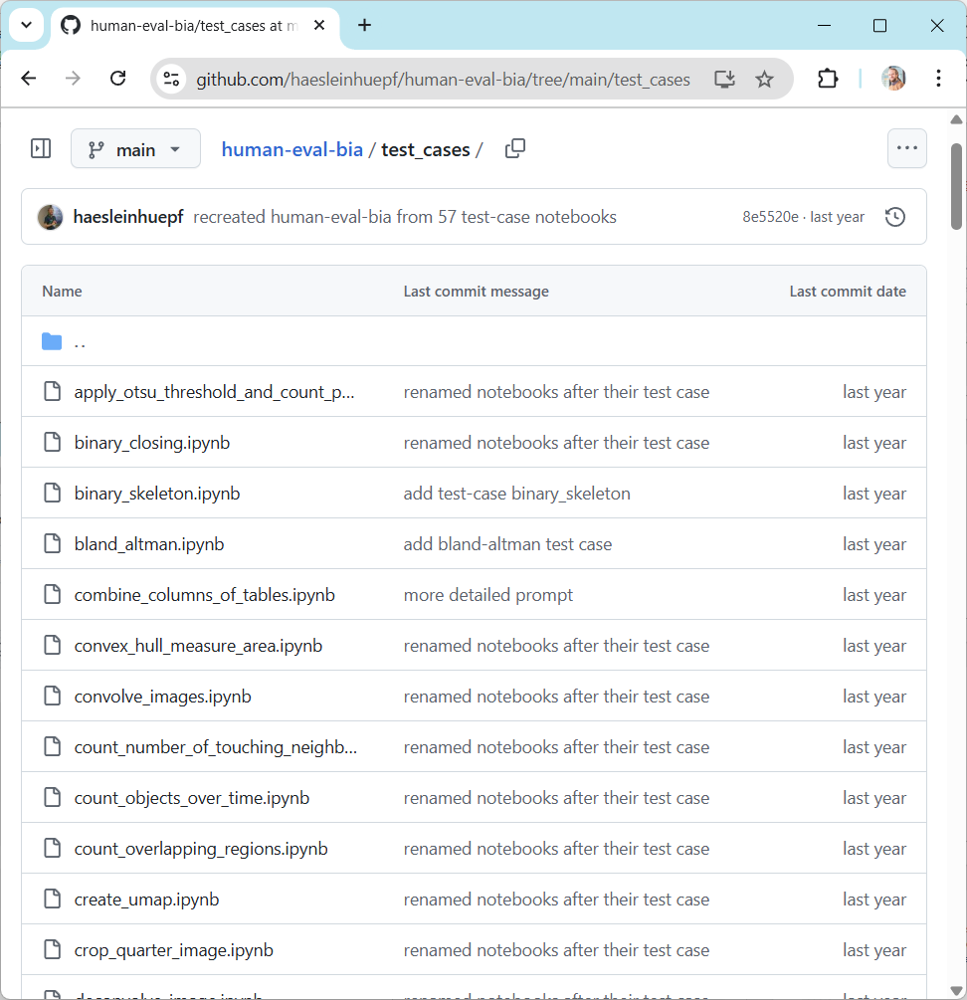 human-eval-bia/test_cases at m
github.com/haesleinhuepf/human-eval-bia/tree/main/test_cases
main human-eval-bia / test_cases /
haesleinhuepf recreated human-eval-bia from 57 test-case notebooks 8e5520e · last year
Name Last commit message Last commit date
..
apply_otsu_threshold_and_count_p... renamed notebooks after their test case last year
binary_closing.ipynb renamed notebooks after their test case last year
binary_skeleton.ipynb add test-case binary_skeleton last year
bland_altman.ipynb add bland-altman test case last year
combine_columns_of_tables.ipynb more detailed prompt last year
convex_hull_measure_area.ipynb renamed notebooks after their test case last year
convolve_images.ipynb renamed notebooks after their test case last year
count_number_of_touching_neighb... renamed notebooks after their test case last year
count_objects_over_time.ipynb renamed notebooks after their test case last year
count_overlapping_regions.ipynb renamed notebooks after their test case last year
create_umap.ipynb renamed notebooks after their test case last year
crop_quarter_image.ipynb renamed notebooks after their test case last year